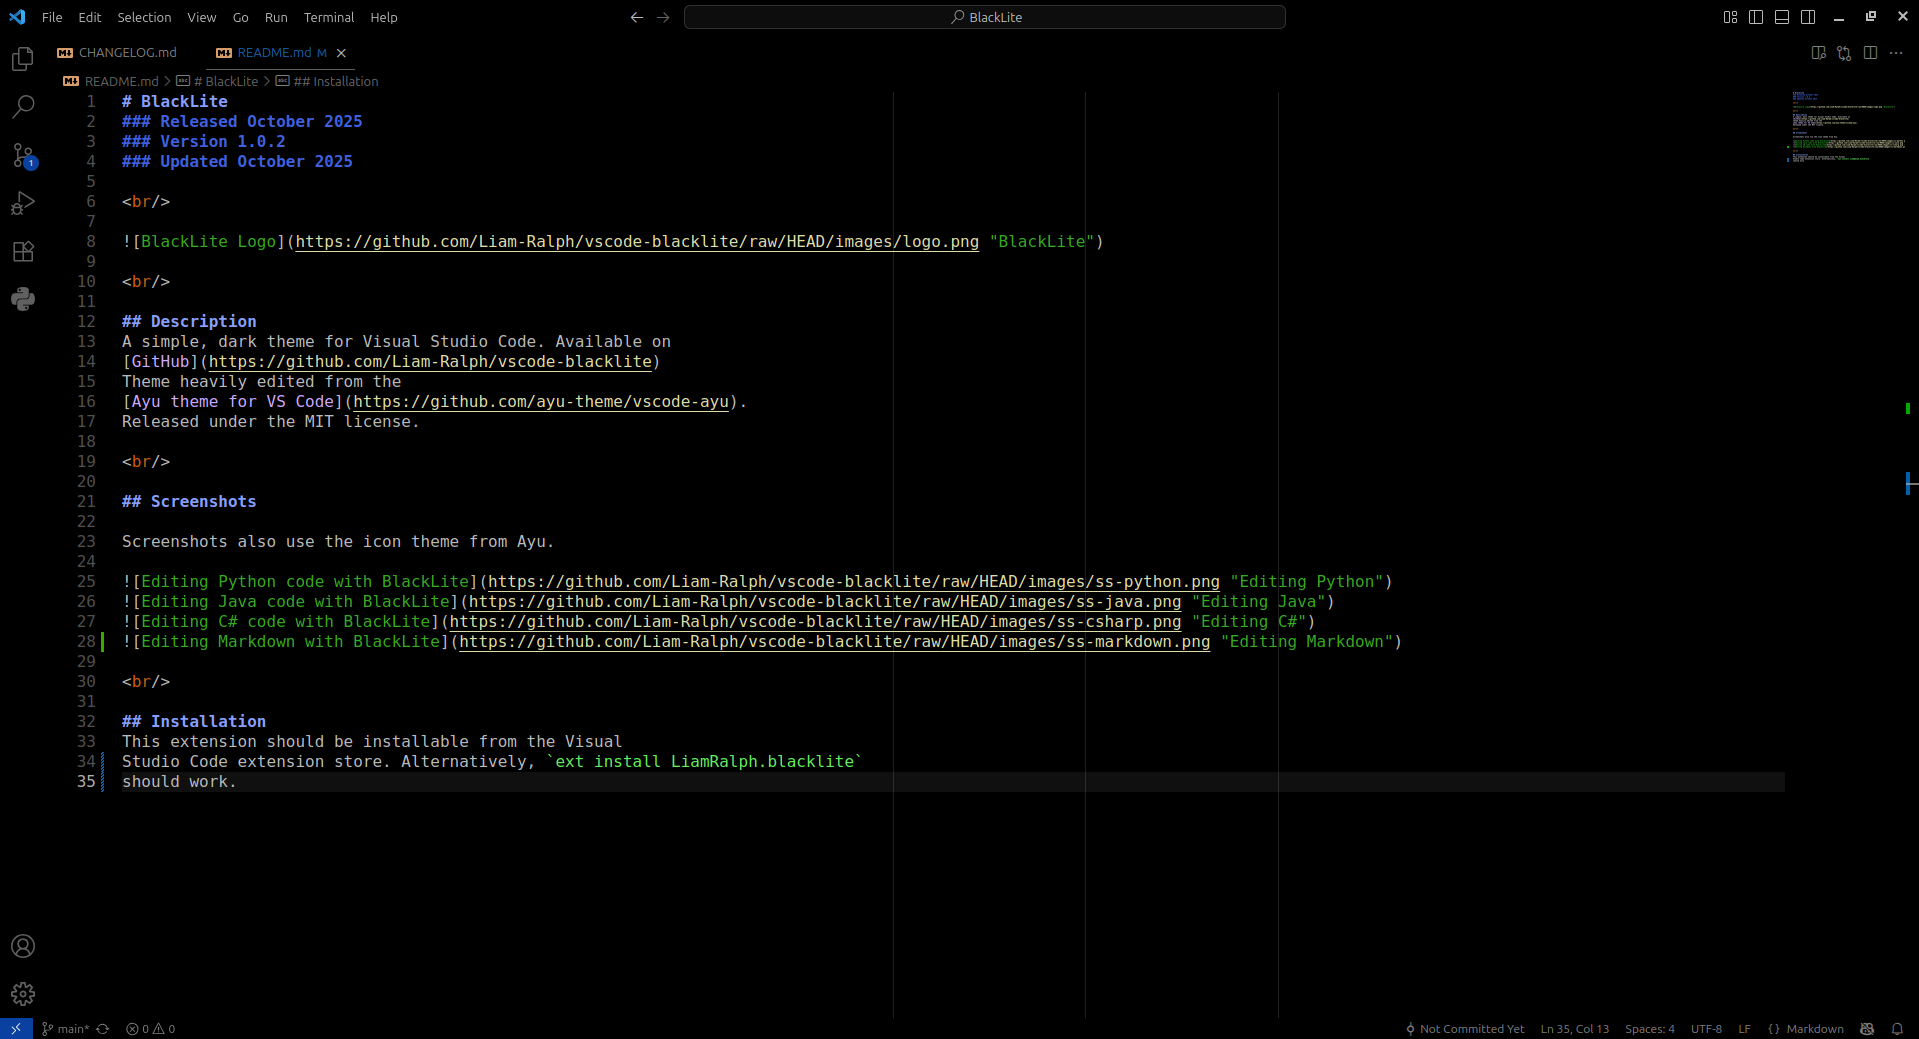 File Edit Selection View Go Run Terminal Help
BlackLite
CHANGELOG.md README.md M
README.md > # BlackLite > ## Installation
1 # BlackLite
2 ### Released October 2025
3 ### Version 1.0.2
4 ### Updated October 2025
5
6 <br/>
7
8 ![BlackLite Logo](https://github.com/Liam-Ralph/vscode-blacklite/raw/HEAD/images/logo.png "BlackLite")
9
10 <br/>
11
12 ## Description
13 A simple, dark theme for Visual Studio Code. Available on
14 [GitHub](https://github.com/Liam-Ralph/vscode-blacklite)
15 Theme heavily edited from the
16 [Ayu theme for VS Code](https://github.com/ayu-theme/vscode-ayu).
17 Released under the MIT license.
18
19 <br/>
20
21 ## Screenshots
22
23 Screenshots also use the icon theme from Ayu.
24
25 ![Editing Python code with BlackLite](https://github.com/Liam-Ralph/vscode-blacklite/raw/HEAD/images/ss-python.png "Editing Python")
26 ![Editing Java code with BlackLite](https://github.com/Liam-Ralph/vscode-blacklite/raw/HEAD/images/ss-java.png "Editing Java")
27 ![Editing C# code with BlackLite](https://github.com/Liam-Ralph/vscode-blacklite/raw/HEAD/images/ss-csharp.png "Editing C#")
28 ![Editing Markdown with BlackLite](https://github.com/Liam-Ralph/vscode-blacklite/raw/HEAD/images/ss-markdown.png "Editing Markdown")
29
30 <br/>
31
32 ## Installation
33 This extension should be installable from the Visual
34 Studio Code extension store. Alternatively, `ext install LiamRalph.blacklite`
35 should work.
1
main* 0 0 Not Committed Yet Ln 35, Col 13 Spaces: 4 UTF-8 LF {} Markdown